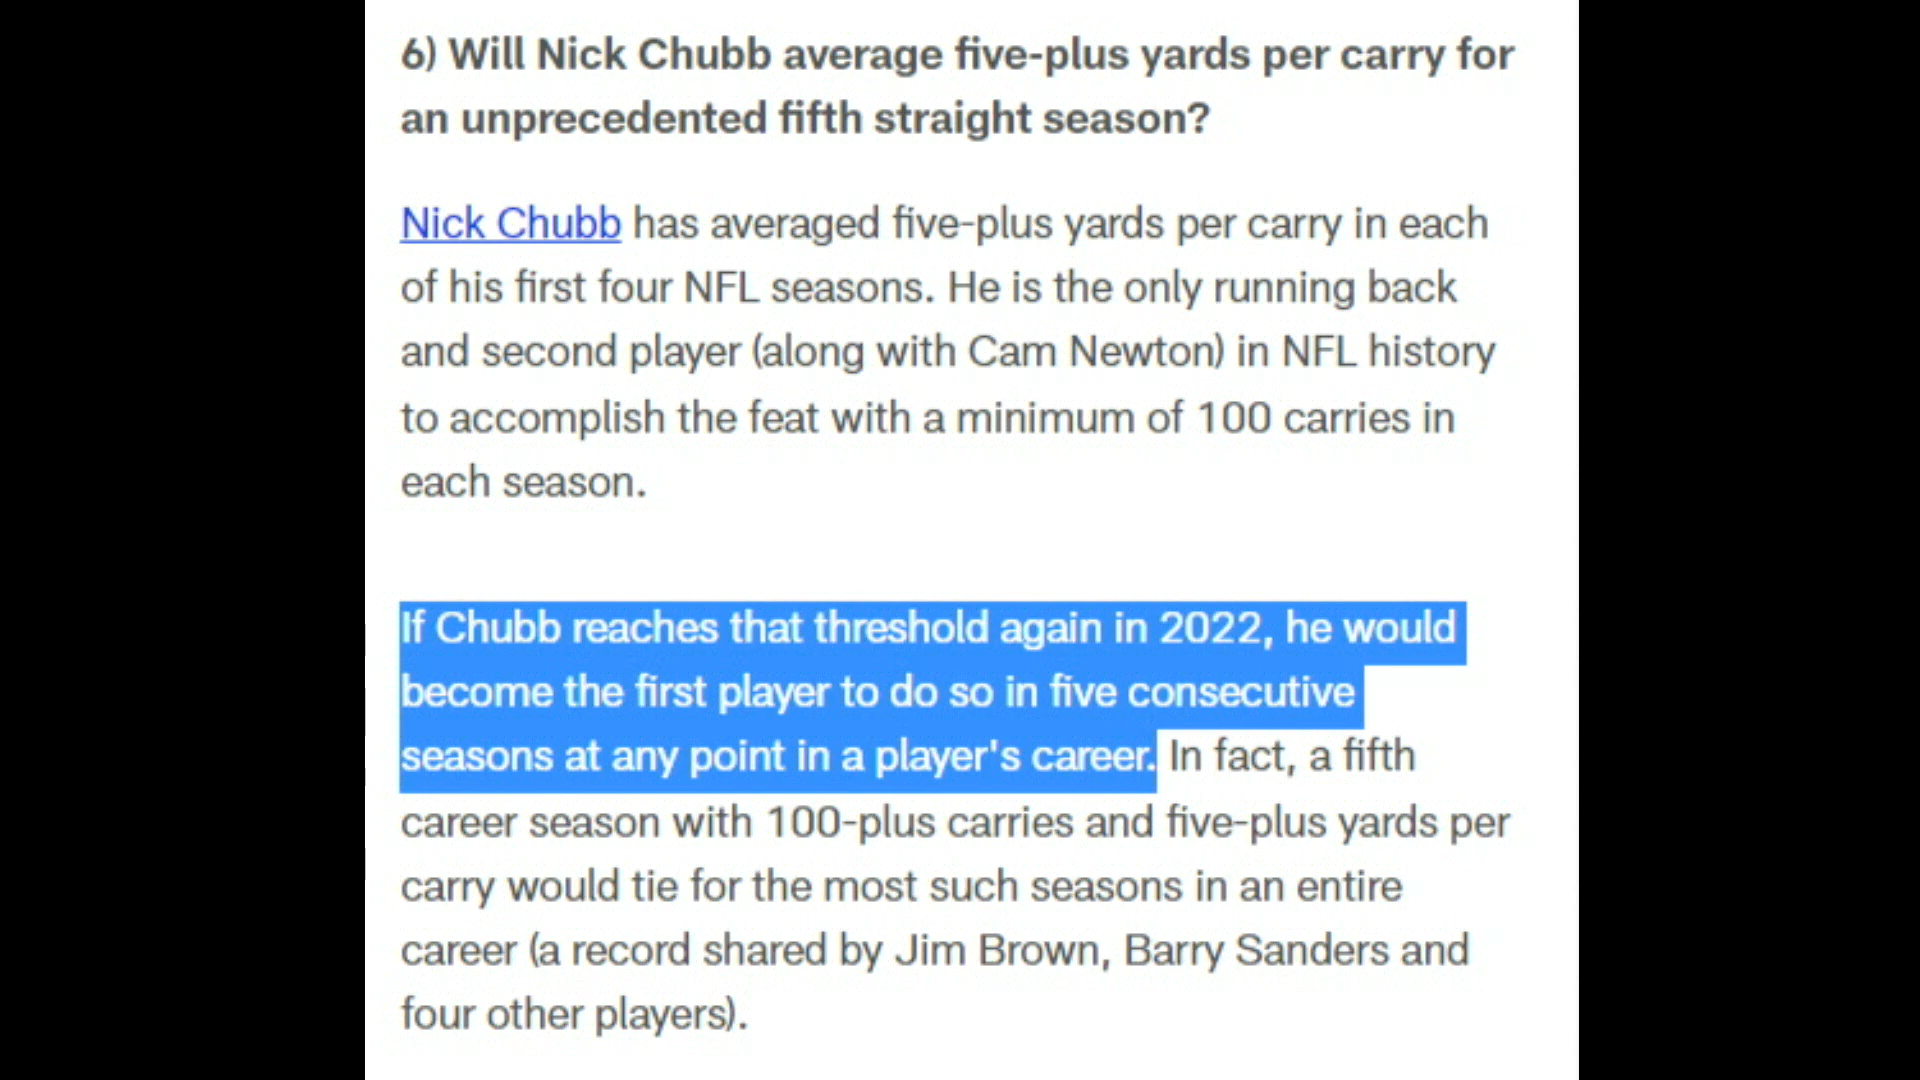 6) Will Nick Chubb average five-plus yards per carry for
an unprecedented fifth straight season?
Nick Chubb has averaged five-plus yards per carry in each
of his first four NFL seasons. He is the only running back
and second player (along with Cam Newton) in NFL history
to accomplish the feat with a minimum of 100 carries in
each season.
If Chubb reaches that threshold again in 2022, he would
become the first player to do so in five consecutive
seasons at any point in a player's career. In fact, a fifth
career season with 100-plus carries and five-plus yards per
carry would tie for the most such seasons in an entire
career (a record shared by Jim Brown, Barry Sanders and
four other players).